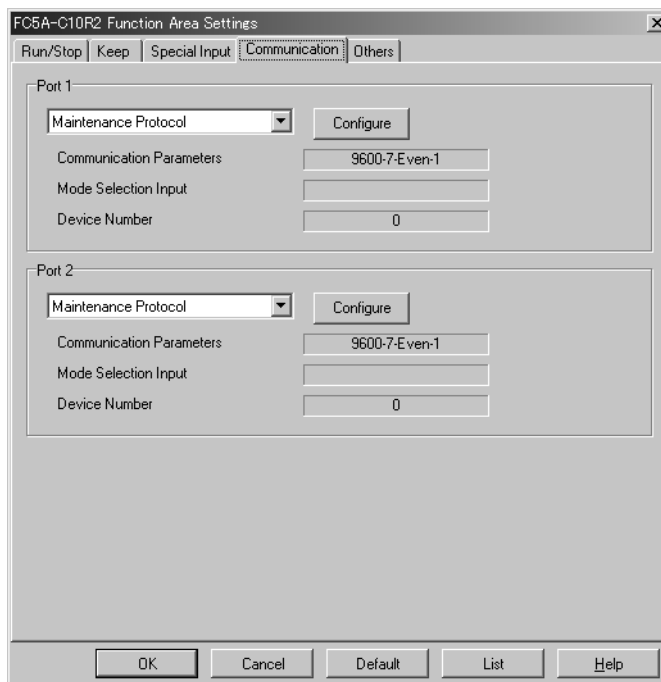 FC5A-C10R2 Function Area Settings
Run/Stop Keep Special Input Communication Others
Port 1
Maintenance Protocol Configure
Communication Parameters 9600-7-Even-1
Mode Selection Input
Device Number 0
Port 2
Maintenance Protocol Configure
Communication Parameters 9600-7-Even-1
Mode Selection Input
Device Number 0
OK Cancel Default List Help